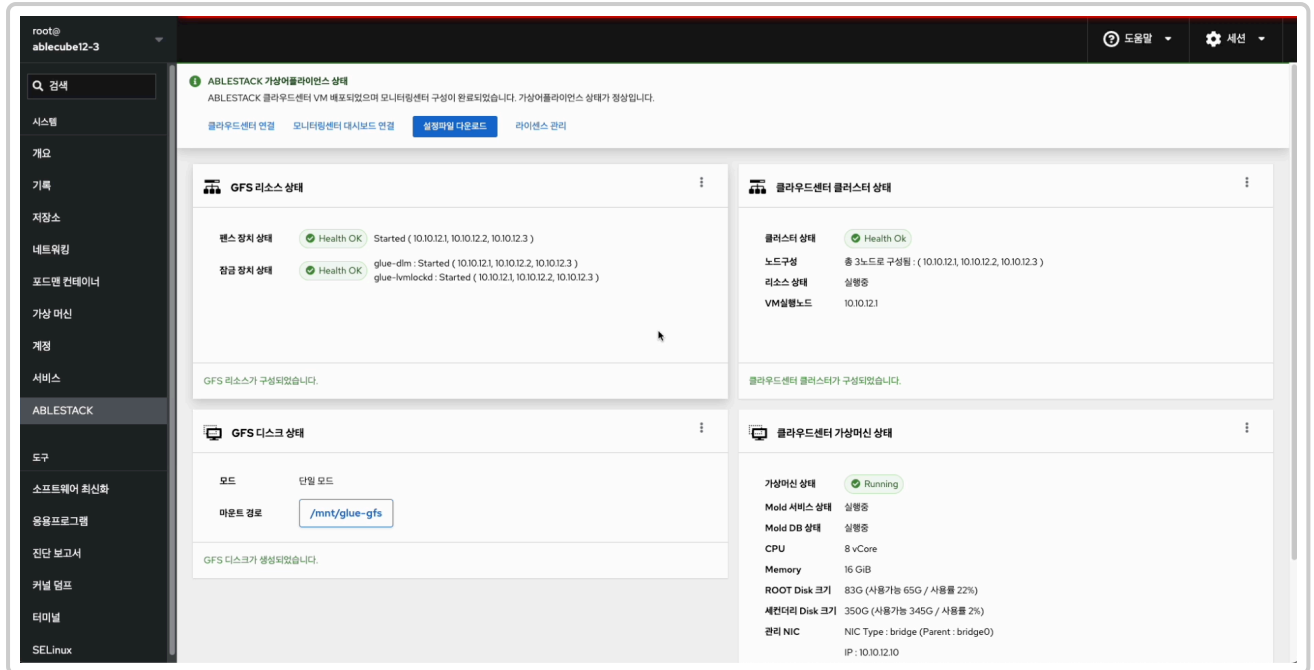 root@
ablecube12-3
도움말
세션
검색
시스템
개요
기록
저장소
네트워킹
포드맨 컨테이너
가상 머신
계정
서비스
ABLESTACK
도구
소프트웨어 최신화
응용프로그램
진단 보고서
커널 덤프
터미널
SELinux
ABLESTACK 가상어플라이언스 상태
ABLESTACK 클라우드센터 VM 배포되었으며 모니터링센터 구성이 완료되었습니다. 가상어플라이언스 상태가 정상입니다.
클라우드센터 연결 모니터링센터 대시보드 연결 설정파일 다운로드 라이센스 관리
GFS 리소스 상태
펜스 장치 상태 Health OK Started ( 10.10.12.1, 10.10.12.2, 10.10.12.3 )
잠금 장치 상태 Health OK glue-dlm : Started ( 10.10.12.1, 10.10.12.2, 10.10.12.3 )
glue-lvmlockd : Started ( 10.10.12.1, 10.10.12.2, 10.10.12.3 )
GFS 리소스가 구성되었습니다.
클라우드센터 클러스터 상태
클러스터 상태 Health Ok
노드구성 총 3노드로 구성됨 : ( 10.10.12.1, 10.10.12.2, 10.10.12.3 )
리소스 상태 실행중
VM실행노드 10.10.12.1
클라우드센터 클러스터가 구성되었습니다.
GFS 디스크 상태
모드 단일 모드
마운트 경로 /mnt/glue-gfs
GFS 디스크가 생성되었습니다.
클라우드센터 가상머신 상태
가상머신 상태 Running
Mold 서비스 상태 실행중
Mold DB 상태 실행중
CPU 8 vCore
Memory 16 GiB
ROOT Disk 크기 83G (사용가능 65G / 사용률 22%)
세컨더리 Disk 크기 350G (사용가능 345G / 사용률 2%)
관리 NIC NIC Type : bridge (Parent : bridge0)
IP : 10.10.12.10